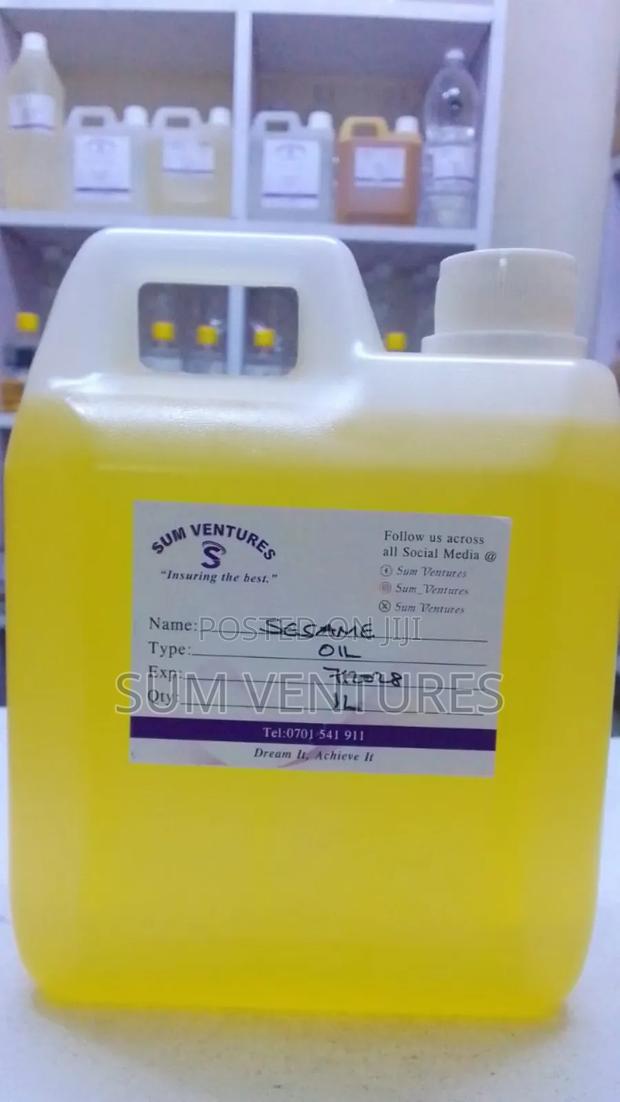 SUM VENTURES
S
"Insuring the best."
Follow us across
all Social Media @
Sum Ventures
Sum_Ventures
Sum Ventures
Name: SESAME
Type: OIL
Exp: 7.2028
Qty: 1L
Tel:0701 541 911
Dream It, Achieve It
POSTED ON JIJI
SUM VENTURES